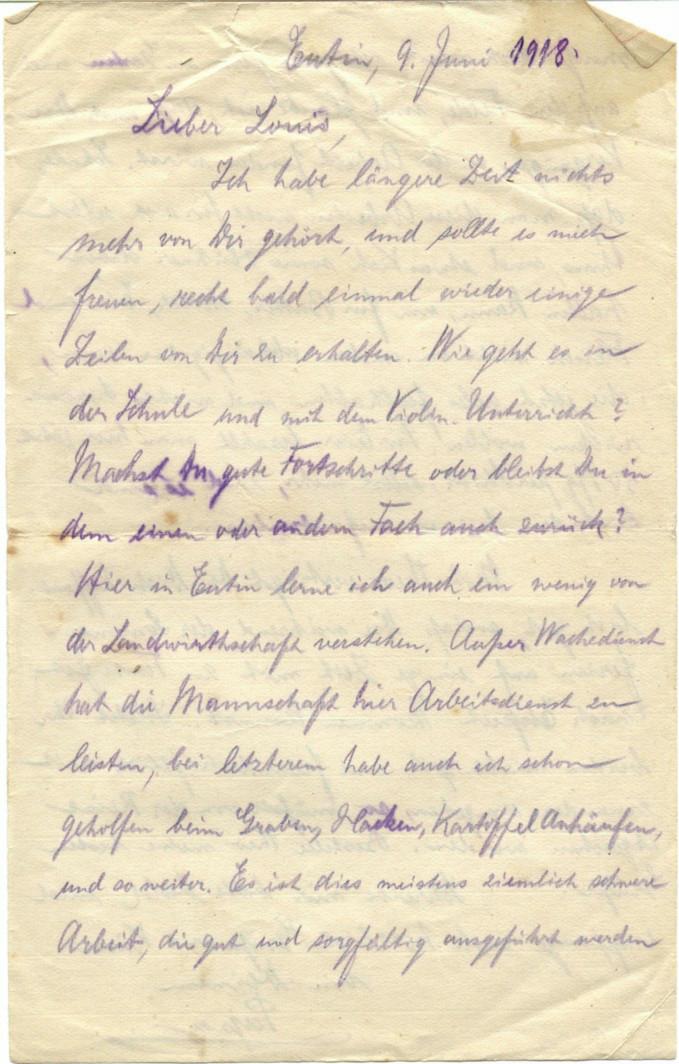 Eutin, 9. Juni 1918.
Lieber Louis,
Ich habe längere Zeit nichts
mehr von Dir gehört, und sollte es mich
freuen, recht bald einmal wieder einige
Zeilen von Dir zu erhalten. Wie geht es in
der Schule und mit dem Violin-Unterricht?
Machst Du gute Fortschritte oder bleibst Du in
dem einen oder andern Fach auch zurück?
Hier in Eutin lerne ich auch ein wenig von
der Landwirthschaft verstehen. Außer Wachedienst
hat die Mannschaft hier Arbeitsdienst zu
leisten, bei letzterem habe auch ich schon
geholfen beim Graben, Hacken, Kartoffel Anhäufen,
und so weiter. Es ist dies meistens ziemlich schwere
Arbeit, die gut und sorgfältig ausgeführt werden